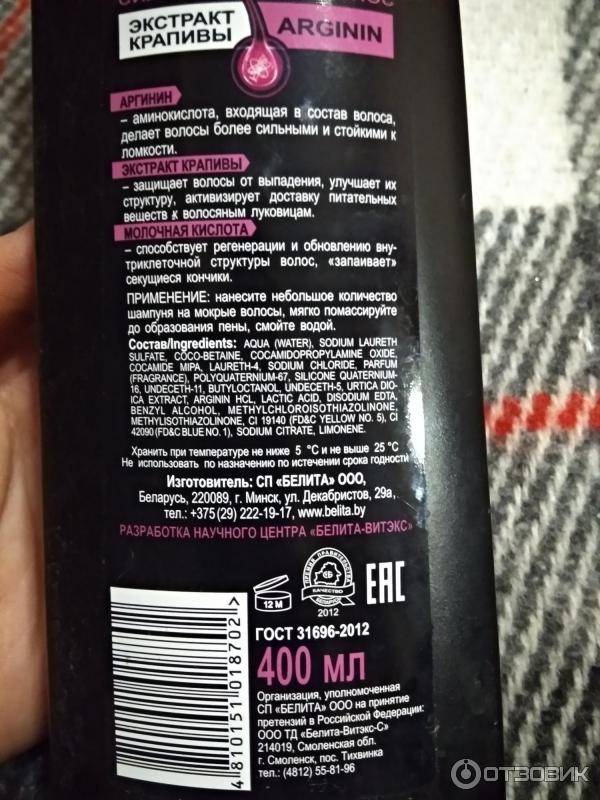 ЭКСТРАКТ
КРАПИВЫ
ARGININ
АРГИНИН
– аминокислота, входящая в состав волоса,
делает волосы более сильными и стойкими к
ломкости.
ЭКСТРАКТ КРАПИВЫ
– защищает волосы от выпадения, улучшает их
структуру, активизирует доставку питательных
веществ к волосяным луковицам.
МОЛОЧНАЯ КИСЛОТА
– способствует регенерации и обновлению вну-
триклеточной структуры волос, «запаивает»
секущиеся кончики.
ПРИМЕНЕНИЕ: нанесите небольшое количество
шампуня на мокрые волосы, мягко помассируйте
до образования пены, смойте водой.
Состав/Ingredients: AQUA (WATER), SODIUM LAURETH
SULFATE, COCO-BETAINE, COCAMIDOPROPYLAMINE OXIDE,
COCAMIDE MIPA, LAURETH-4, SODIUM CHLORIDE, PARFUM
(FRAGRANCE), POLYQUATERNIUM-67, SILICONE QUATERNIUM-
16, UNDECETH-11, BUTYLOCTANOL, UNDECETH-5, URTICA DIO-
ICA EXTRACT, ARGININ HCL, LACTIC ACID, DISODIUM EDTA,
BENZYL ALCOHOL, METHYLCHLOROISOTHIAZOLINONE,
METHYLISOTHIAZOLINONE, CI 19140 (FD&C YELLOW NO. 5), CI
42090 (FD&C BLUE NO. 1), SODIUM CITRATE, LIMONENE.
Хранить при температуре не ниже 5 °C и не выше 25 °C
Не использовать по назначению по истечении срока годности
Изготовитель: СП «БЕЛИТА» ООО,
Беларусь, 220089, г. Минск, ул. Декабристов, 29а,
тел.: +375 (29) 222-19-17, www.belita.by
РАЗРАБОТКА НАУЧНОГО ЦЕНТРА «БЕЛИТА-ВИТЭКС»
12 M
КАЧЕСТВО
2012
EAC
ГОСТ 31696-2012
400 мл
Организация, уполномоченная
СП «БЕЛИТА» ООО на принятие
претензий в Российской Федерации:
ООО ТД «Белита-Витэкс-С»
214019, Смоленская обл.
г. Смоленск, пос. Тихвинка
тел.: (4812) 55-81-96
4 810151 018702
ОТЗОВИК